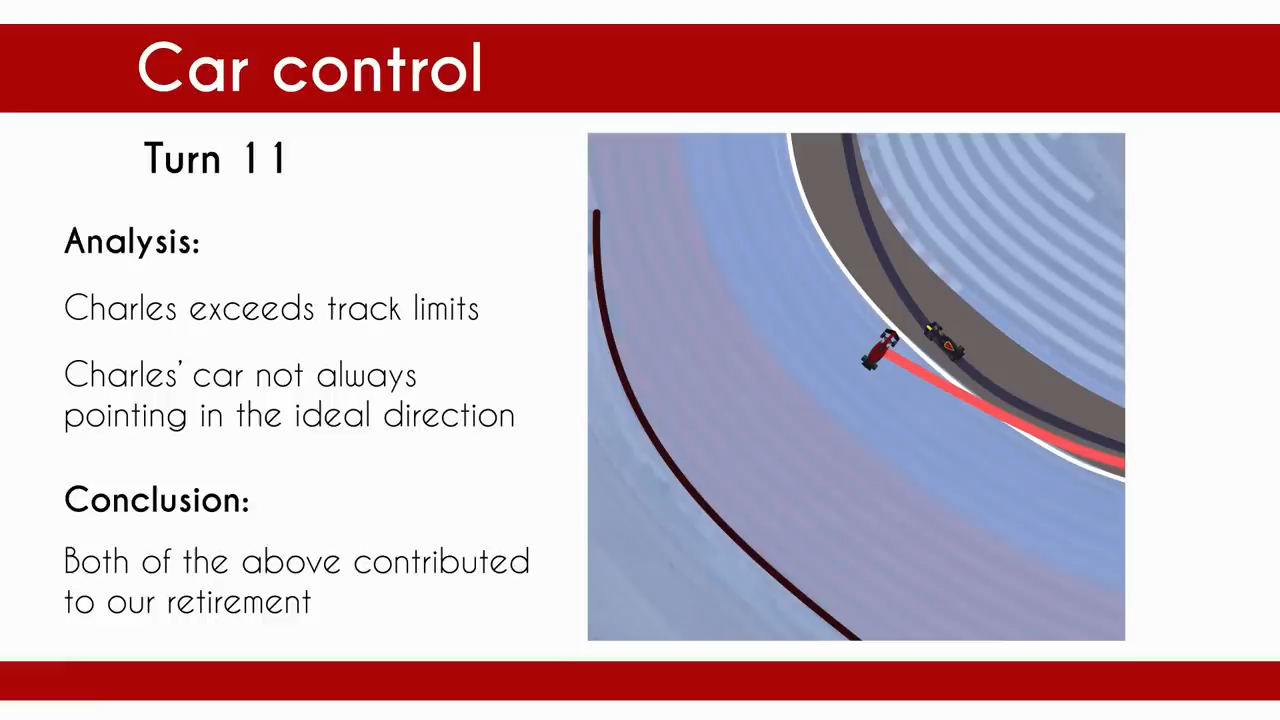 Car control
Turn 11
Analysis:
Charles exceeds track limits
Charles' car not always
pointing in the ideal direction
Conclusion:
Both of the above contributed
to our retirement